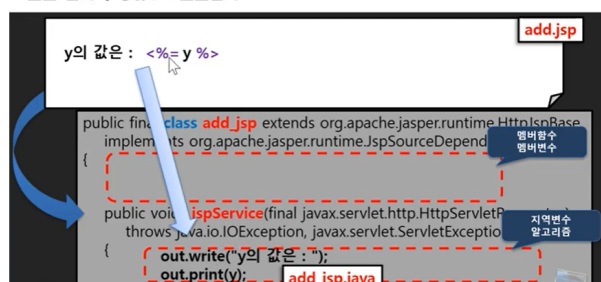 add.jsp
y의 값은 : <%= y %>
public final class add_jsp extends org.apache.jasper.runtime.HttpJspBase
implements org.apache.jasper.runtime.JspSourceDepend
멤버함수
멤버변수
{
public void _jspService(final javax.servlet.http.HttpServletR
throws java.io.IOException, javax.servlet.ServletExceptio
지역변수
알고리즘
{
out.write("y의 값은 : ");
out.print(y);
add_jsp.java